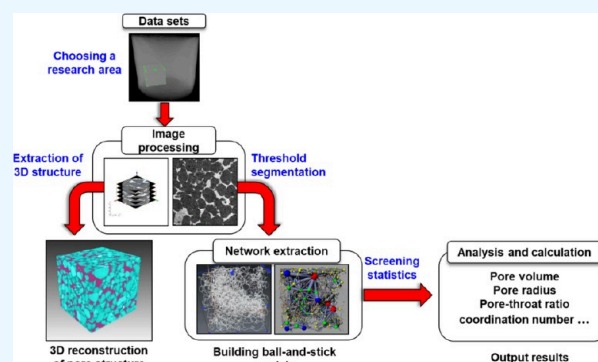 Data sets
Choosing a
research area
Image
processing
Extraction of
3D structure
Threshold
segmentation
Network extraction
Screening
statistics
Analysis and calculation
Pore volume
Pore radius
Pore-throat ratio
coordination number ...
3D reconstruction
Building ball-and-stick
Output results